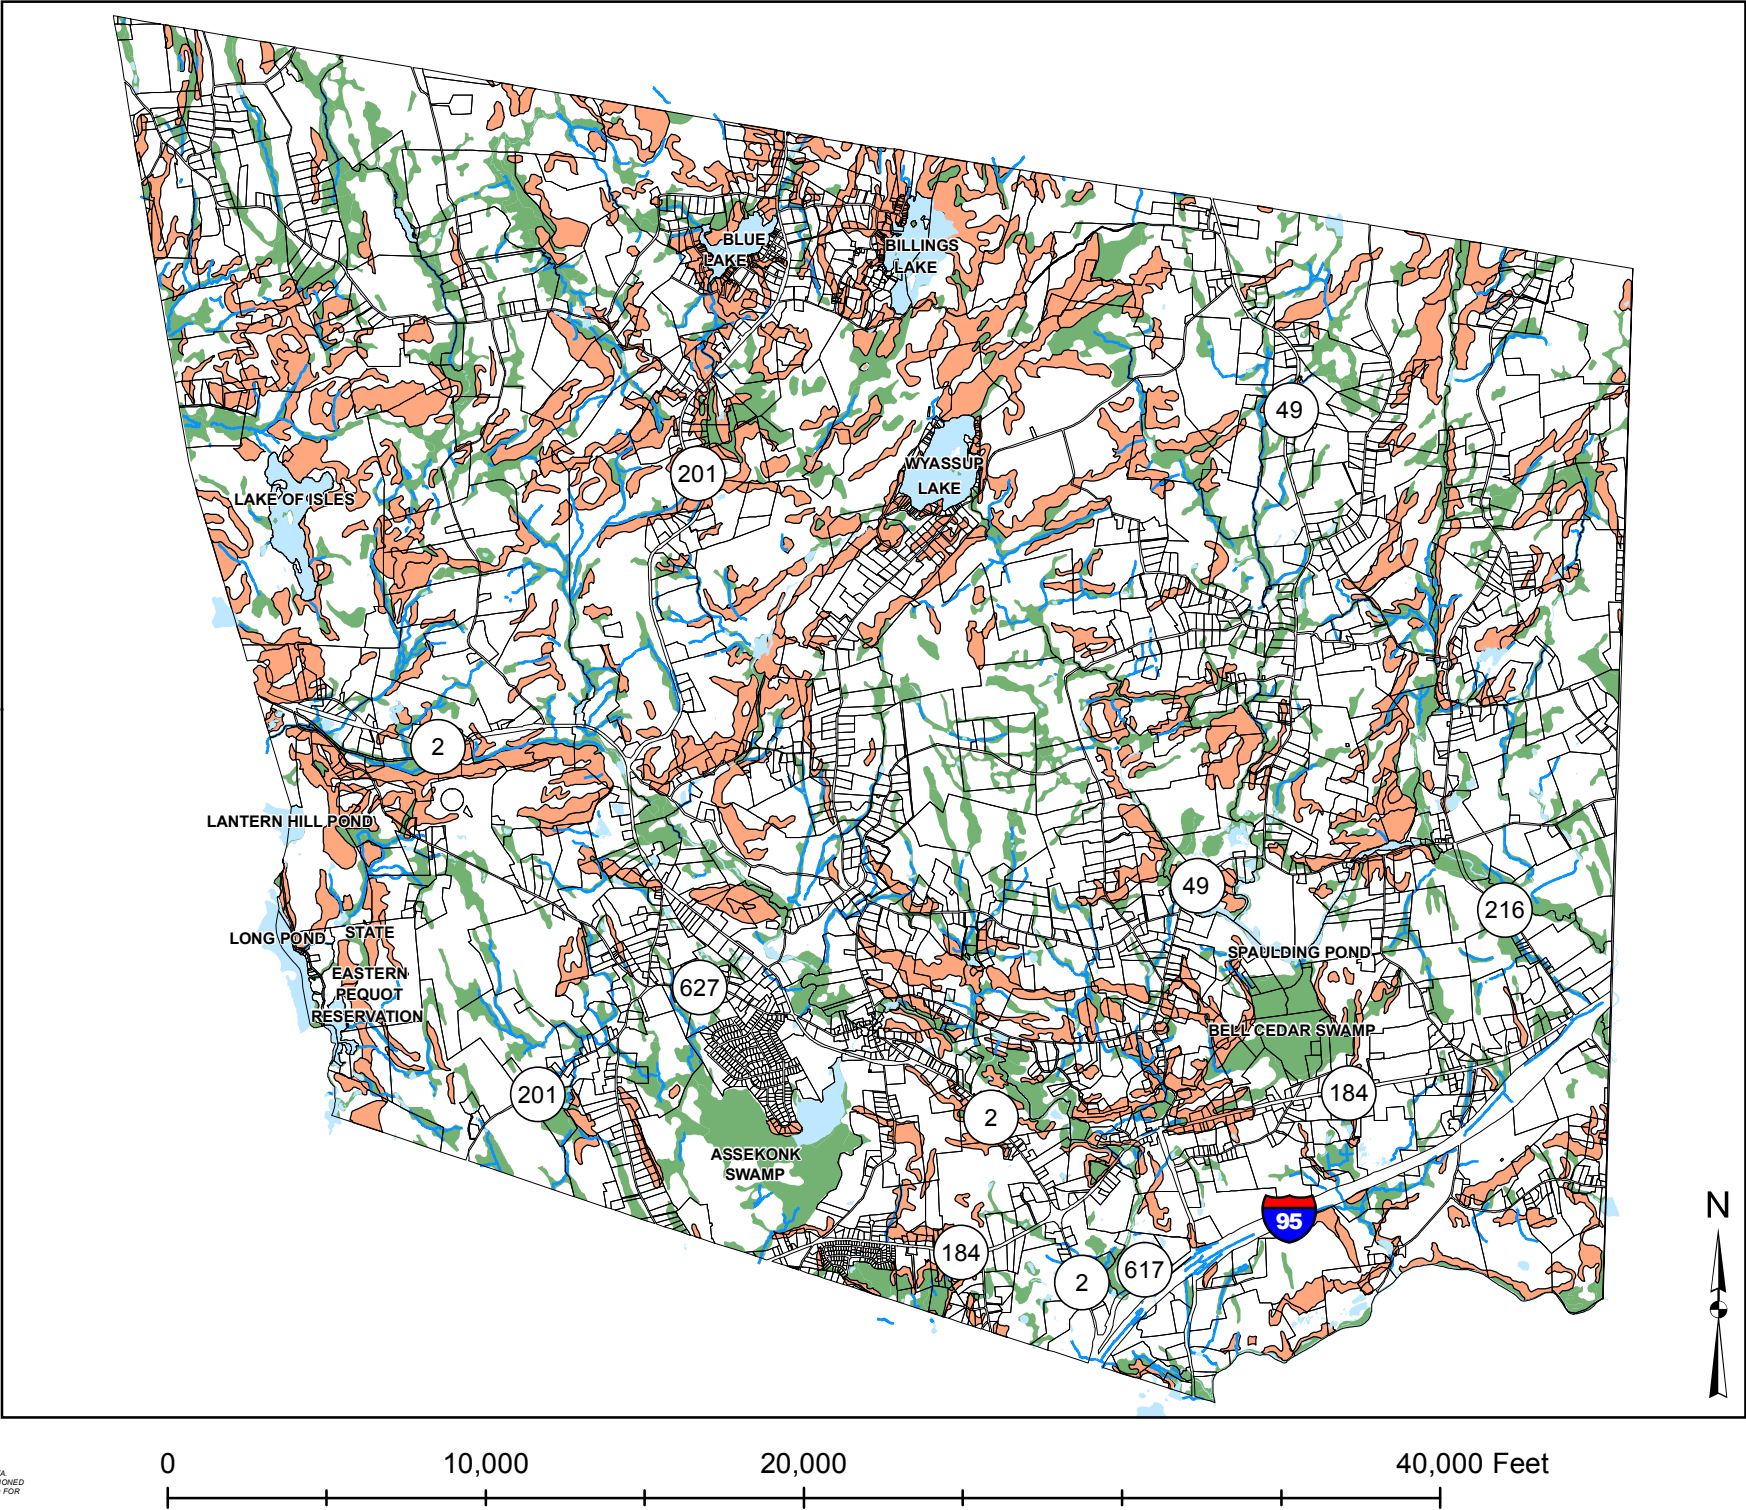 BLUE
LAKE
BILLINGS
LAKE
49
201
WYASSUP
LAKE
LAKE OF ISLES
2
LANTERN HILL POND
49
216
LONG POND
STATE
SPAULDING POND
EASTERN
PEQUOT
RESERVATION
627
BELL CEDAR SWAMP
201
184
2
ASSEKONK
SWAMP
95
N
184
617
2
0 10,000 20,000 40,000 Feet
FOR